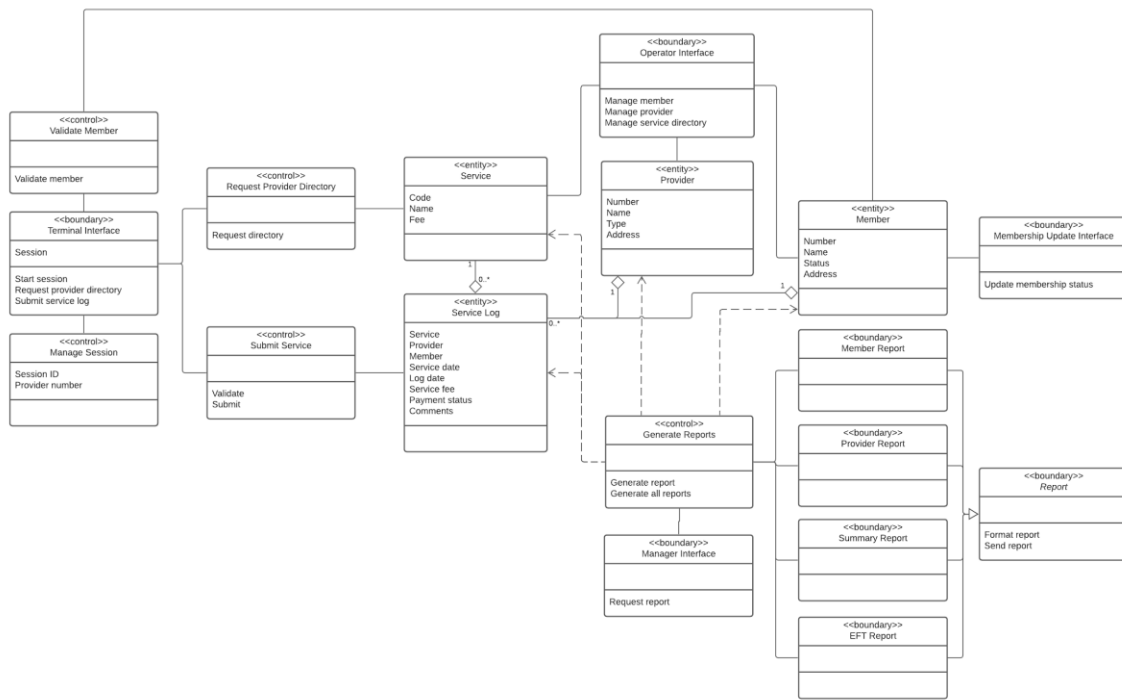 <<boundary>>
Operator Interface
Manage member
Manage provider
Manage service directory
<<control>>
Validate Member
Validate member
<<control>>
Request Provider Directory
Request directory
<<entity>>
Service
Code
Name
Fee
<<entity>>
Provider
Number
Name
Type
Address
<<entity>>
Member
Number
Name
Status
Address
<<boundary>>
Membership Update Interface
Update membership status
<<boundary>>
Terminal Interface
Session
Start session
Request provider directory
Submit service log
1
0..*
1
1
0..*
<<entity>>
Service Log
Service
Provider
Member
Service date
Log date
Service fee
Payment status
Comments
<<control>>
Manage Session
Session ID
Provider number
<<control>>
Submit Service
Validate
Submit
<<boundary>>
Member Report
<<control>>
Generate Reports
Generate report
Generate all reports
<<boundary>>
Provider Report
<<boundary>>
Report
Format report
Send report
<<boundary>>
Summary Report
<<boundary>>
Manager Interface
Request report
<<boundary>>
EFT Report